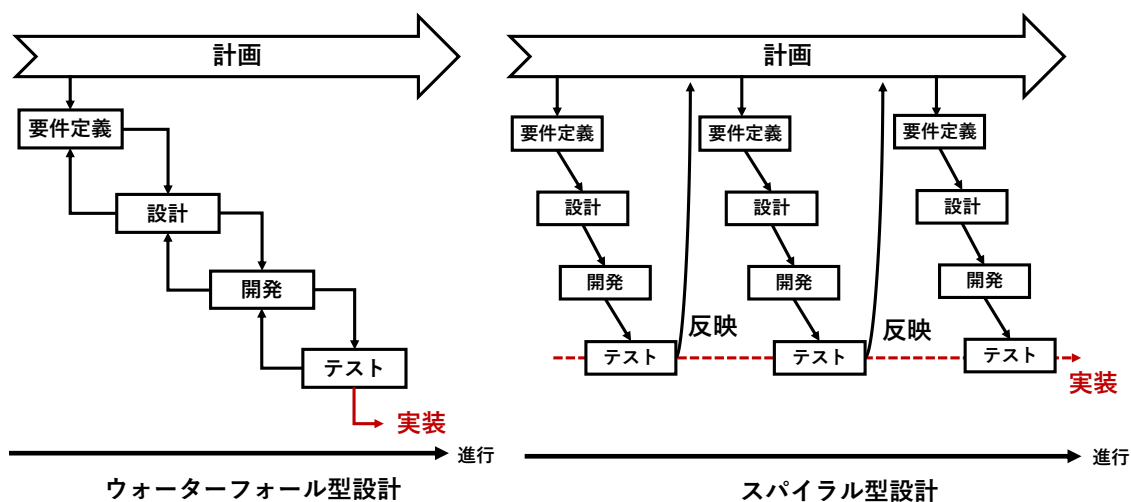 計画
要件定義
設計
開発
テスト
実装
進行
ウォーターフォール型設計
計画
要件定義
設計
開発
テスト
反映
要件定義
設計
開発
テスト
反映
要件定義
設計
開発
テスト
実装
進行
スパイラル型設計